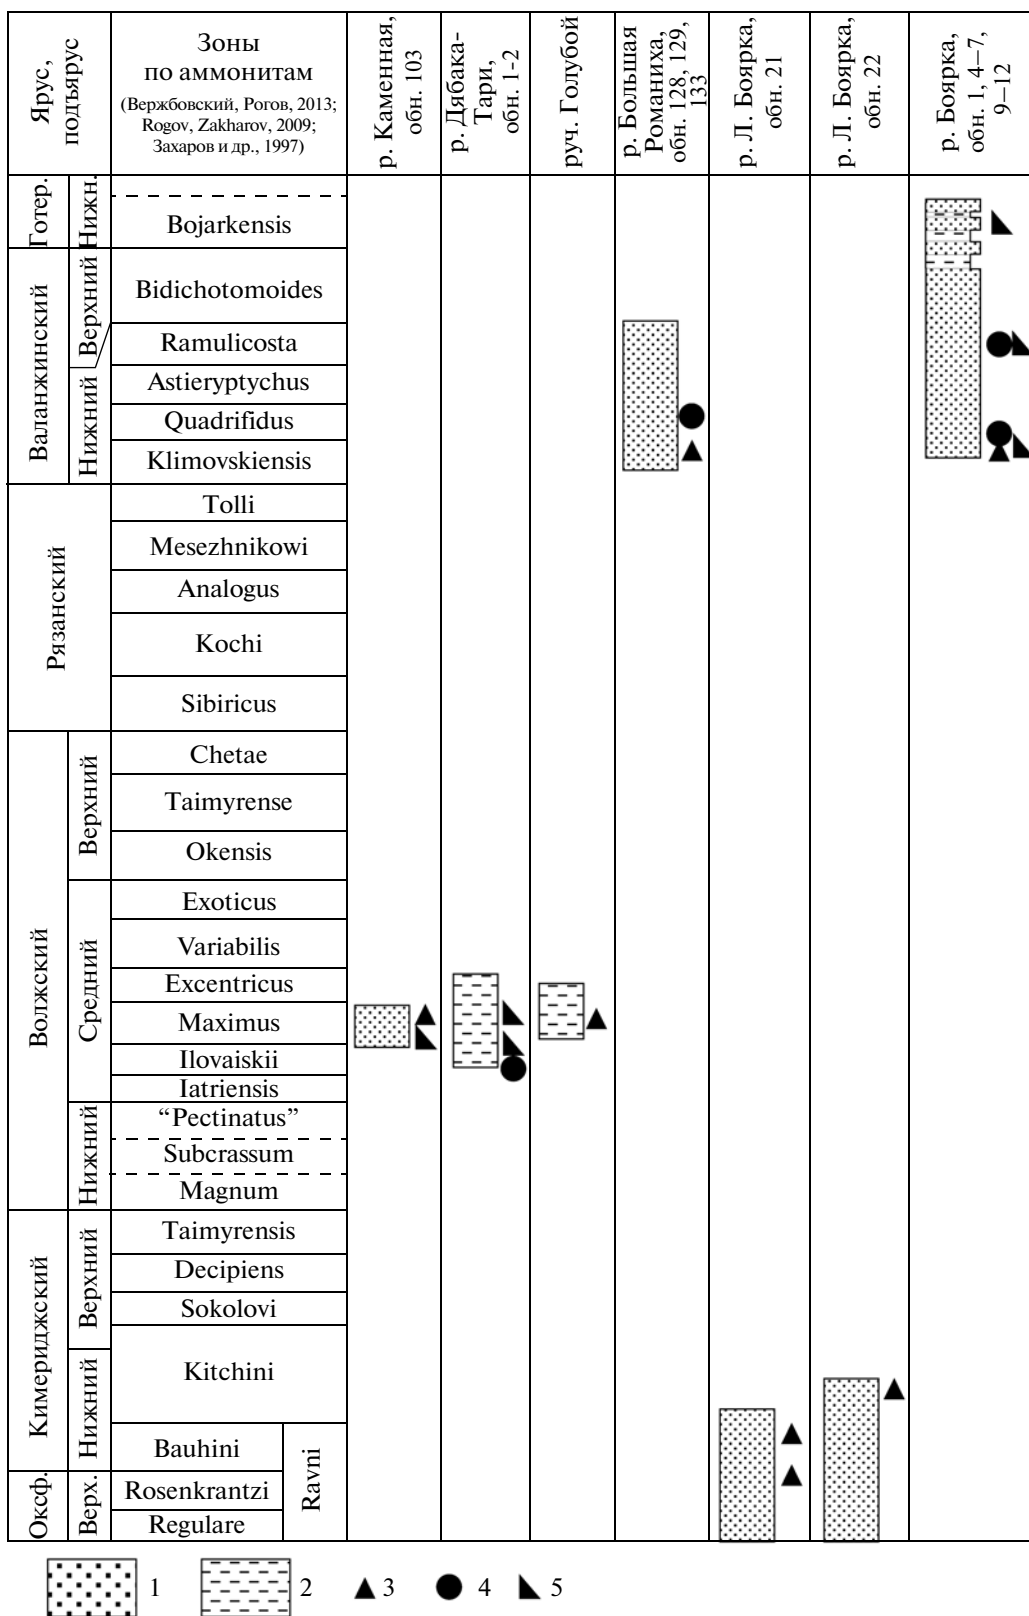 Ярус,
подъярус
Зоны
по аммонитам
(Вержбовский, Рогов, 2013;
Rogov, Zakharov, 2009;
Захаров и др., 1997)
р. Каменная,
обн. 103
р. Дябака-
Тари,
обн. 1-2
руч. Голубой
р. Большая
Романиха,
обн. 128, 129,
133
р. Л. Боярка,
обн. 21
р. Л. Боярка,
обн. 22
р. Боярка,
обн. 1, 4–7,
9–12
Готер.
Нижн.
Bojarkensis
Валанжинский
Верхний
Bidichotomoides
Ramulicosta
Нижний
Astieryptychus
Quadrifidus
Klimovskiensis
Рязанский
Tolli
Mesezhnikowi
Analogus
Kochi
Sibiricus
Волжский
Верхний
Chetae
Taimyrense
Okensis
Средний
Exoticus
Variabilis
Excentricus
Maximus
Ilovaiskii
Iatriensis
Нижний
“Pectinatus”
Subcrassum
Magnum
Кимериджский
Верхний
Taimyrensis
Decipiens
Sokolovi
Нижний
Kitchini
Bauhini
Ravni
Оксф.
Верх.
Rosenkrantzi
Regulare
1
2
3
4
5